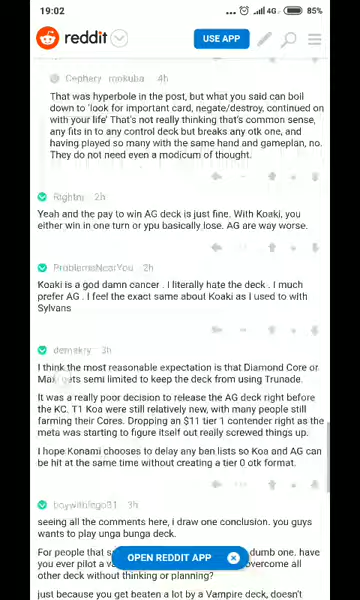 19:02 ... 4G 85%
reddit USE APP
Cephery_mokuba 4h
That was hyperbole in the post, but what you said can boil
down to 'look for important card, negate/destroy, continued on
with your life' That's not really thinking that's common sense,
any fits in to any control deck but breaks any otk one, and
having played so many with the same hand and gameplan, no.
They do not need even a modicum of thought.
2h
Yeah and the pay to win AG deck is just fine. With Koaki, you
either win in one turn or ypu basically lose. AG are way worse.
ProblemsNearYou 2h
Koaki is a god damn cancer . I literally hate the deck . I much
prefer AG . I feel the exact same about Koaki as I used to with
Sylvans
3h
I think the most reasonable expectation is that Diamond Core or
gets semi limited to keep the deck from using Trunade.
It was a really poor decision to release the AG deck right before
the KC. T1 Koa were still relatively new, with many people still
farming their Cores. Dropping an $11 tier 1 contender right as the
meta was starting to figure itself out really screwed things up.
I hope Konami chooses to delay any ban lists so Koa and AG can
be hit at the same time without creating a tier 0 otk format.
3h
seeing all the comments here, i draw one conclusion. you guys
wants to play unga bunga deck.
For people that dumb one. have
you ever pilot a overcome all
OPEN REDDIT APP
other deck without thinking or planning?
just because you get beaten a lot by a Vampire deck, doesn't